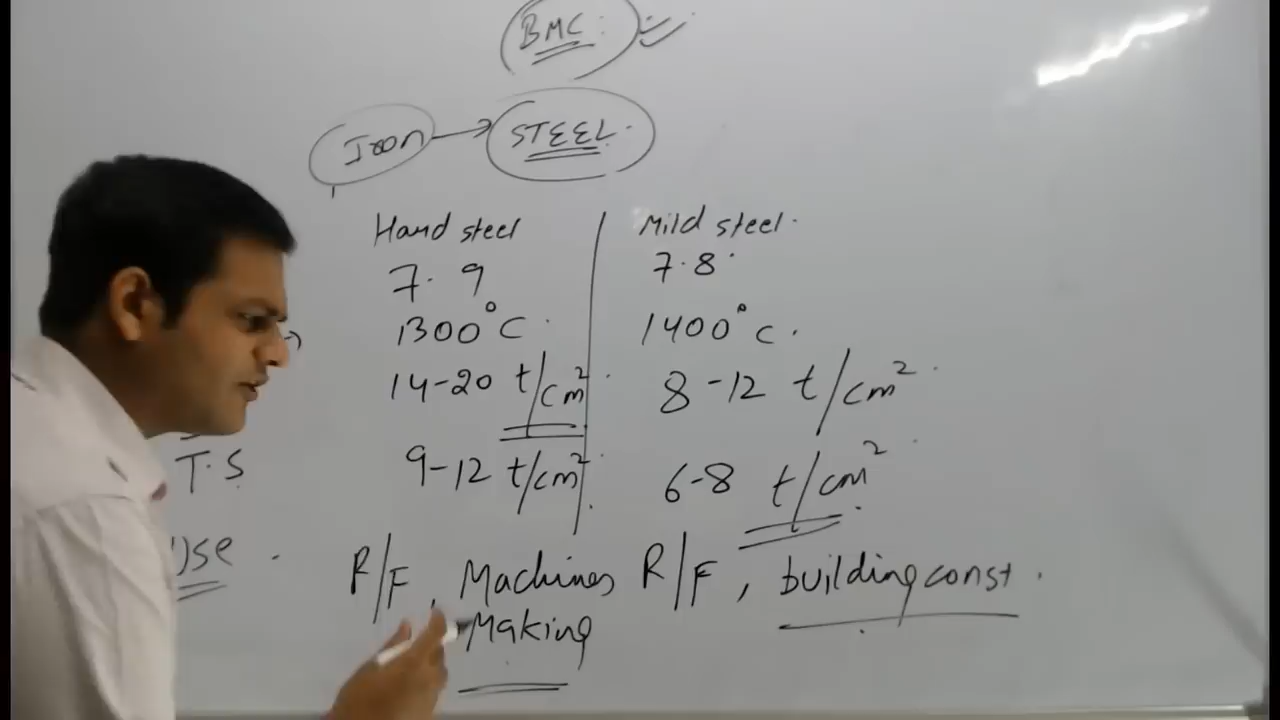 BMC:
Iron → STEEL.
Hard steel Mild steel.
7.9 7.8
1300°C. 1400°C.
14-20 t/cm² 8-12 t/cm²
T.S 9-12 t/cm² 6-8 t/cm²
Use R/F, Machines R/F, building const.
Making